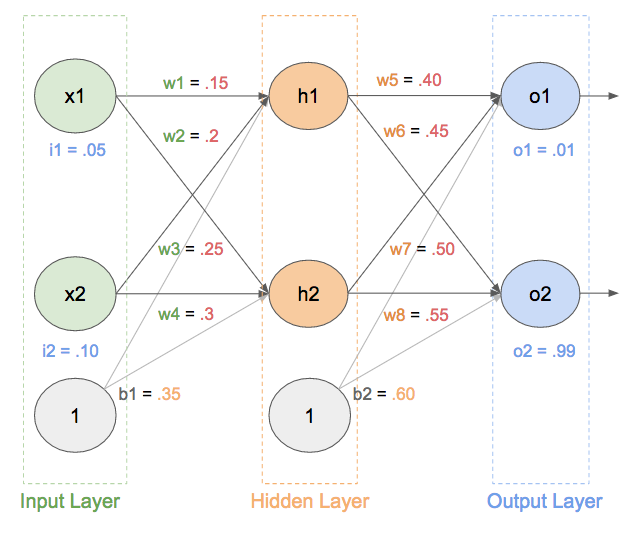 x1
w1 = .15
h1
w5 = .40
o1
w2 = .2
w6 = .45
i1 = .05
o1 = .01
w3 = .25
w7 = .50
x2
h2
o2
w4 = .3
w8 = .55
i2 = .10
o2 = .99
b1 = .35
b2 = .60
1
1
Input Layer
Hidden Layer
Output Layer